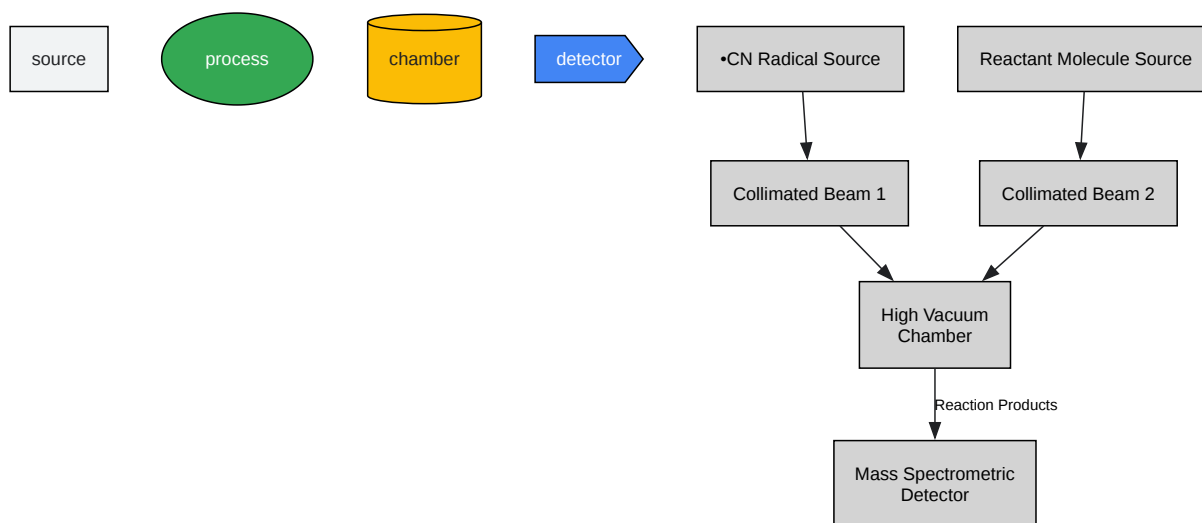 source
process
chamber
detector
•CN Radical Source
Reactant Molecule Source
Collimated Beam 1
Collimated Beam 2
High Vacuum
Chamber
Reaction Products
Mass Spectrometric
Detector